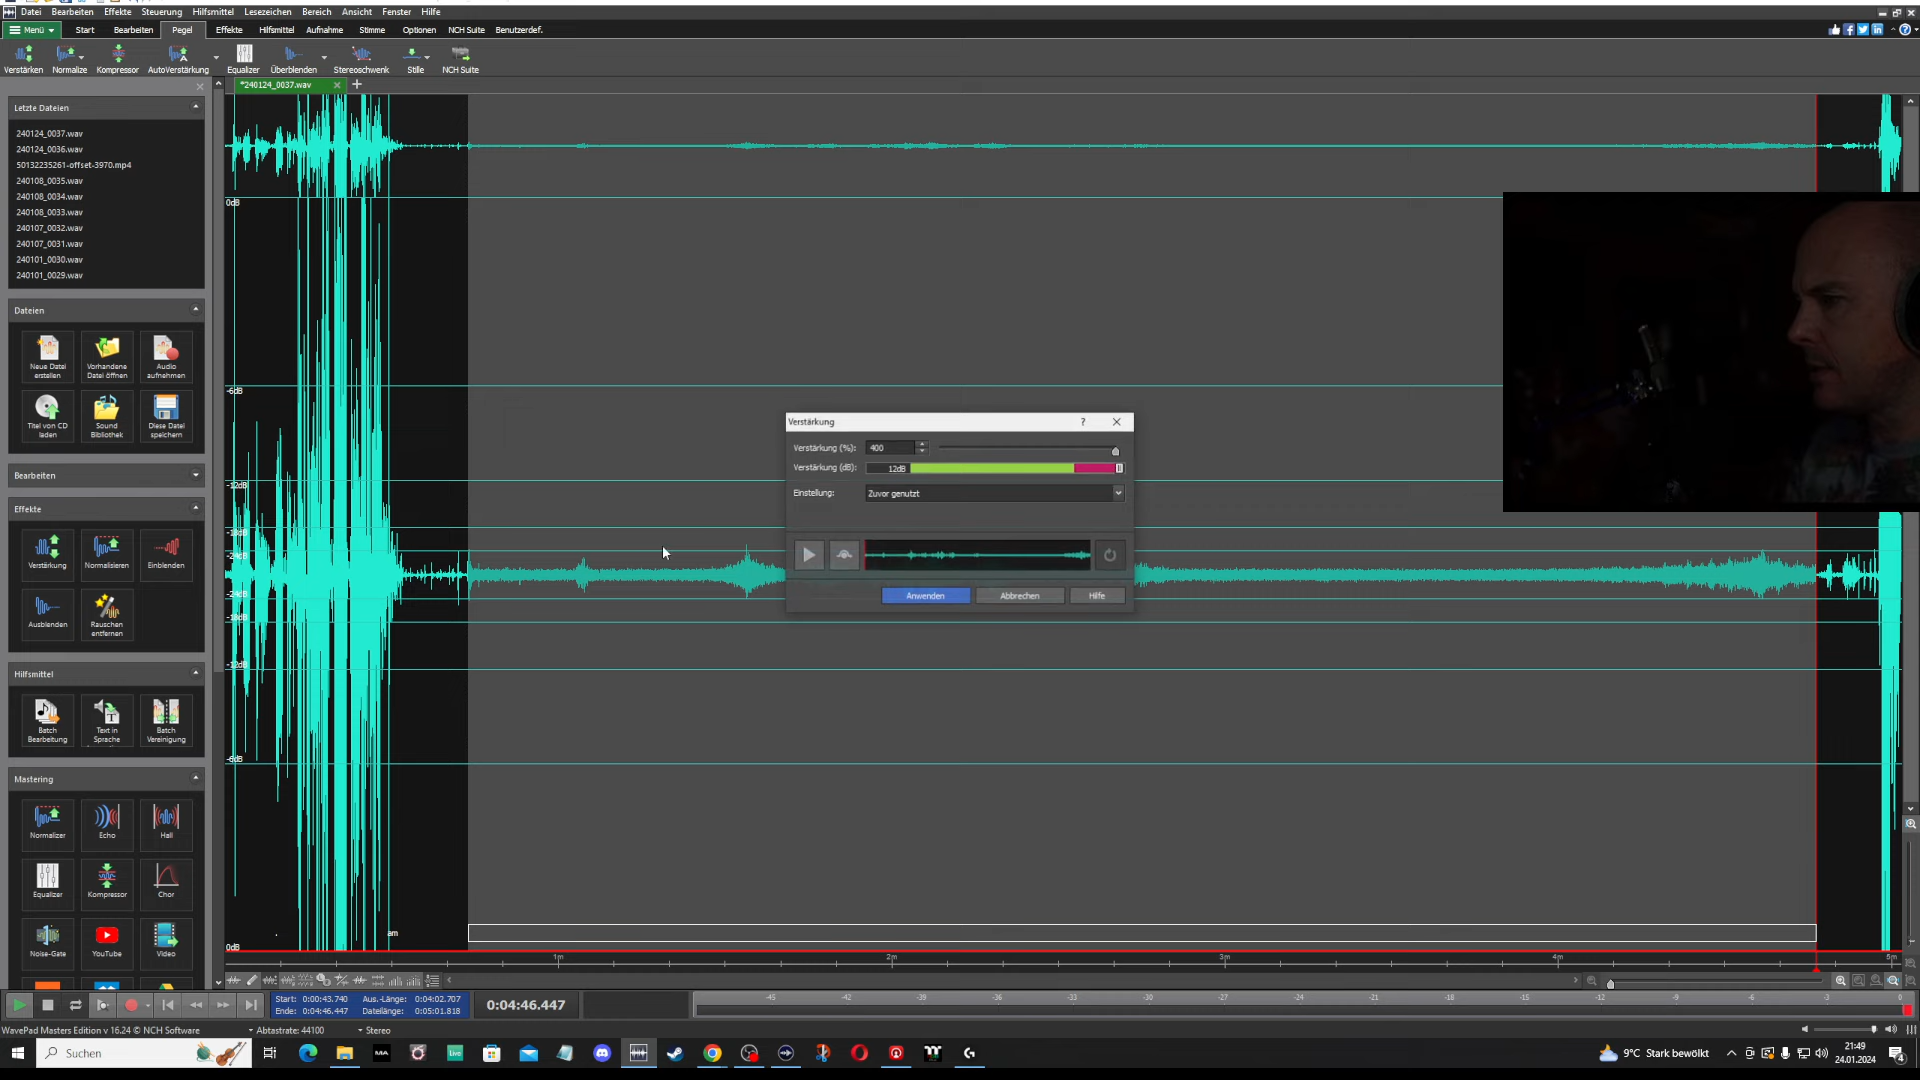 Datei Bearbeiten Effekte Steuerung Hilfsmittel Lesezeichen Bereich Ansicht Fenster Hilfe
Menü Start Bearbeiten Pegel Effekte Hilfsmittel Aufnahme Stimme Optionen NCH Suite Benutzerdef.
Verstärken Normalize Kompressor AutoVerstärkung Equalizer Überblenden Stereoschwenk Stille NCH Suite
*240124_0037.wav
Letzte Dateien
240124_0037.wav
240124_0036.wav
50132235261-offset-3970.mp4
240108_0035.wav
240108_0034.wav
240108_0033.wav
240107_0032.wav
240107_0031.wav
240101_0030.wav
240101_0029.wav
Dateien
Neue Datei erstellen
Vorhandene Datei öffnen
Audio aufnehmen
Titel von CD laden
Sound Bibliothek
Diese Datei speichern
Bearbeiten
Effekte
Verstärkung Normalisieren Einblenden
Ausblenden
Rauschen entfernen
Hilfsmittel
Batch Bearbeitung
Text in Sprache
Batch Vereinigung
Mastering
Normalizer Echo Hall
Equalizer Kompressor Chor
Noise-Gate YouTube Video
0dB
-6dB
-12dB
-18dB
-24dB
-24dB
-18dB
-12dB
-6dB
0dB
am
Verstärkung ?
Verstärkung (%): 400
Verstärkung (dB): 12dB
Einstellung: Zuvor genutzt
Anwenden Abbrechen Hilfe
1m 2m 3m 4m 5m
Start: 0:00:43.740 Aus.-Länge: 0:04:02.707
Ende: 0:04:46.447 Dateilänge: 0:05:01.818
0:04:46.447
-45 -42 -39 -36 -33 -30 -27 -24 -21 -18 -15 -12 -9 -6 -3 0
WavePad Masters Edition v 16.24 © NCH Software
Abtastrate: 44100
Stereo
Suchen
MA
Live
9°C Stark bewölkt
21:49
24.01.2024
4